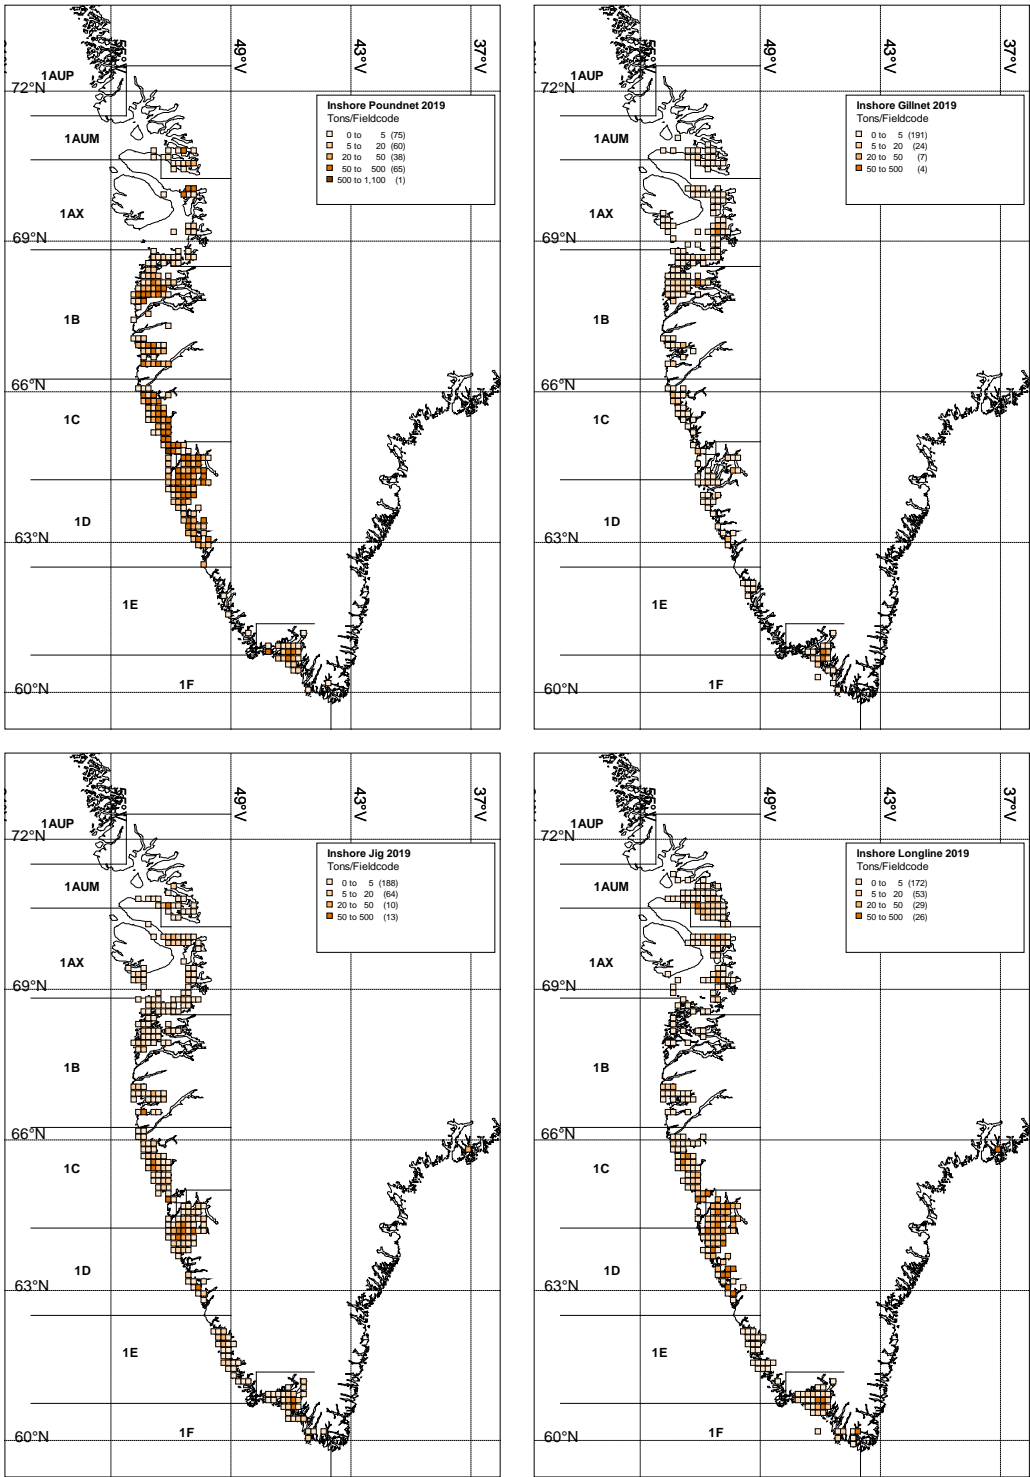 55°V
49°V
43°V
37°V
1AUP
72°N
1AUM
1AX
69°N
1B
66°N
1C
1D
63°N
1E
1F
60°N
Inshore Poundnet 2019
Tons/Fieldcode
0 to 5 (75)
5 to 20 (60)
20 to 50 (38)
50 to 500 (65)
500 to 1,100 (1)
55°V
49°V
43°V
37°V
1AUP
72°N
1AUM
1AX
69°N
1B
66°N
1C
1D
63°N
1E
1F
60°N
Inshore Gillnet 2019
Tons/Fieldcode
0 to 5 (191)
5 to 20 (24)
20 to 50 (7)
50 to 500 (4)
55°V
49°V
43°V
37°V
1AUP
72°N
1AUM
1AX
69°N
1B
66°N
1C
1D
63°N
1E
1F
60°N
Inshore Jig 2019
Tons/Fieldcode
0 to 5 (188)
5 to 20 (64)
20 to 50 (10)
50 to 500 (13)
55°V
49°V
43°V
37°V
1AUP
72°N
1AUM
1AX
69°N
1B
66°N
1C
1D
63°N
1E
1F
60°N
Inshore Longline 2019
Tons/Fieldcode
0 to 5 (172)
5 to 20 (53)
20 to 50 (29)
50 to 500 (26)